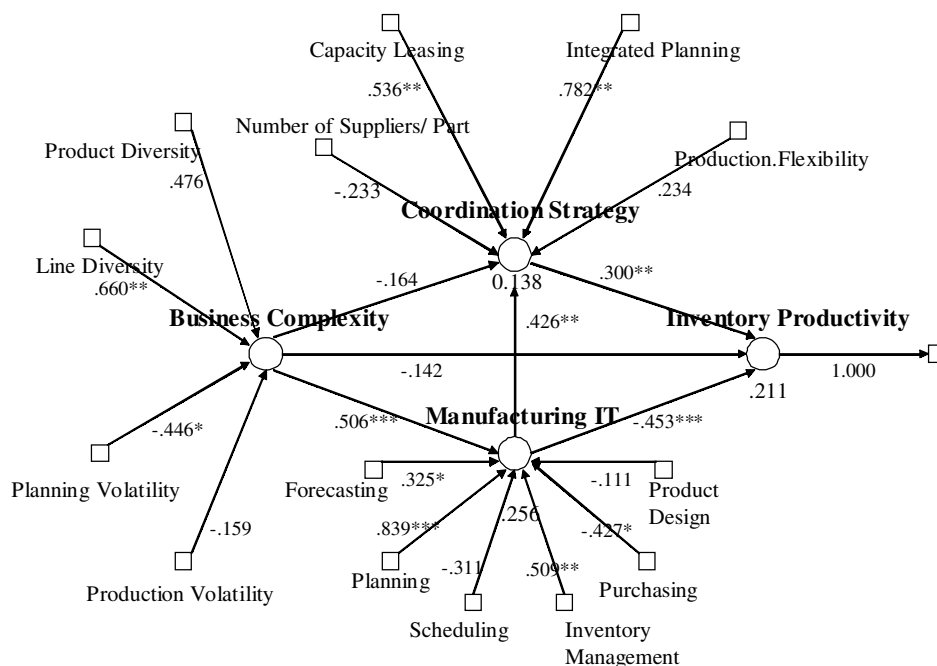 Capacity Leasing
Integrated Planning
.536**
.782**
Number of Suppliers/ Part
Product Diversity
Production.Flexibility
.476
-.233
.234
Coordination Strategy
Line Diversity
.660**
-.164
0.138
.300**
Business Complexity
.426**
Inventory Productivity
-.142
1.000
.211
Manufacturing IT
.506***
-.453***
-.446*
Planning Volatility
Forecasting
.325*
-.111
Product
Design
.256
.839***
-.427*
-.159
Planning
-.311
.509**
Purchasing
Production Volatility
Scheduling
Inventory
Management